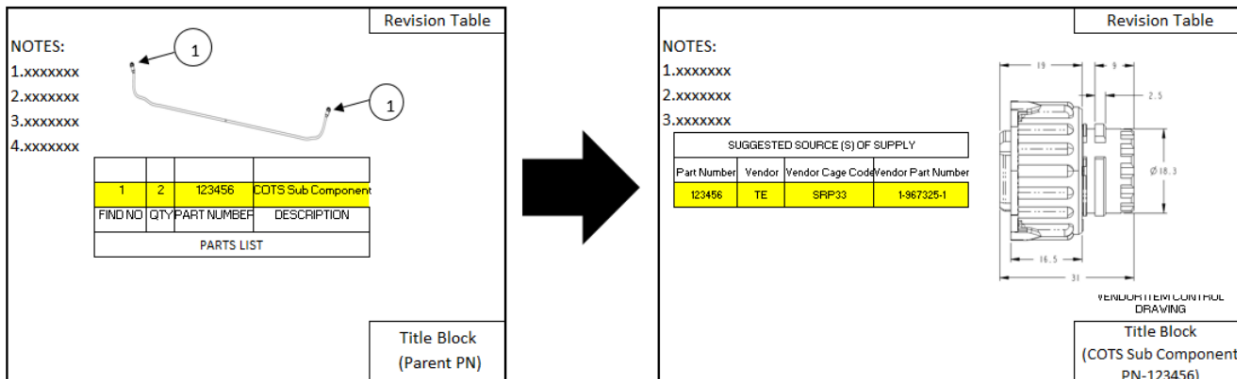 Revision Table
NOTES:
1.xxxxxxx
2.xxxxxxx
3.xxxxxxx
4.xxxxxxx
1
1
1 2 123456 COTS Sub Component
FIND NO QTY PART NUMBER DESCRIPTION
PARTS LIST
Title Block
(Parent PN)
Revision Table
NOTES:
1.xxxxxxx
2.xxxxxxx
3.xxxxxxx
SUGGESTED SOURCE (S) OF SUPPLY
Part Number Vendor Vendor Cage Code Vendor Part Number
123456 TE SRP33 1-967325-1
19
9
2.5
Ø18.3
16.5
31
VENDOR ITEM CONTROL
DRAWING
Title Block
(COTS Sub Component
PN-123456)